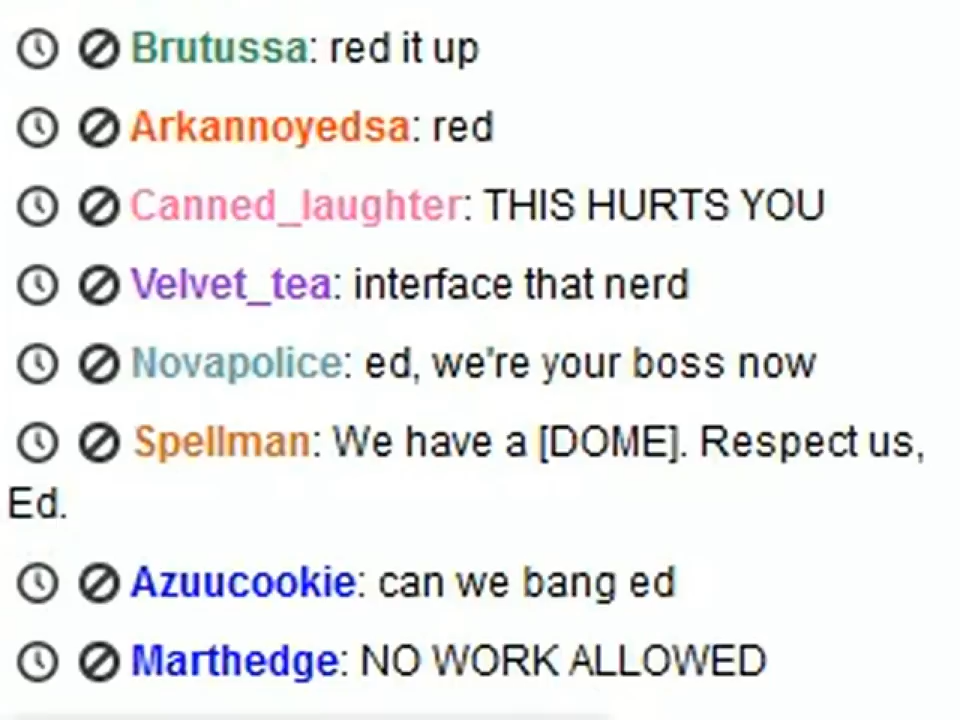 Brutussa: red it up
Arkannoyedsa: red
Canned_laughter: THIS HURTS YOU
Velvet_tea: interface that nerd
Novapolice: ed, we're your boss now
Spellman: We have a [DOME]. Respect us,
Ed.
Azuucookie: can we bang ed
Marthedge: NO WORK ALLOWED